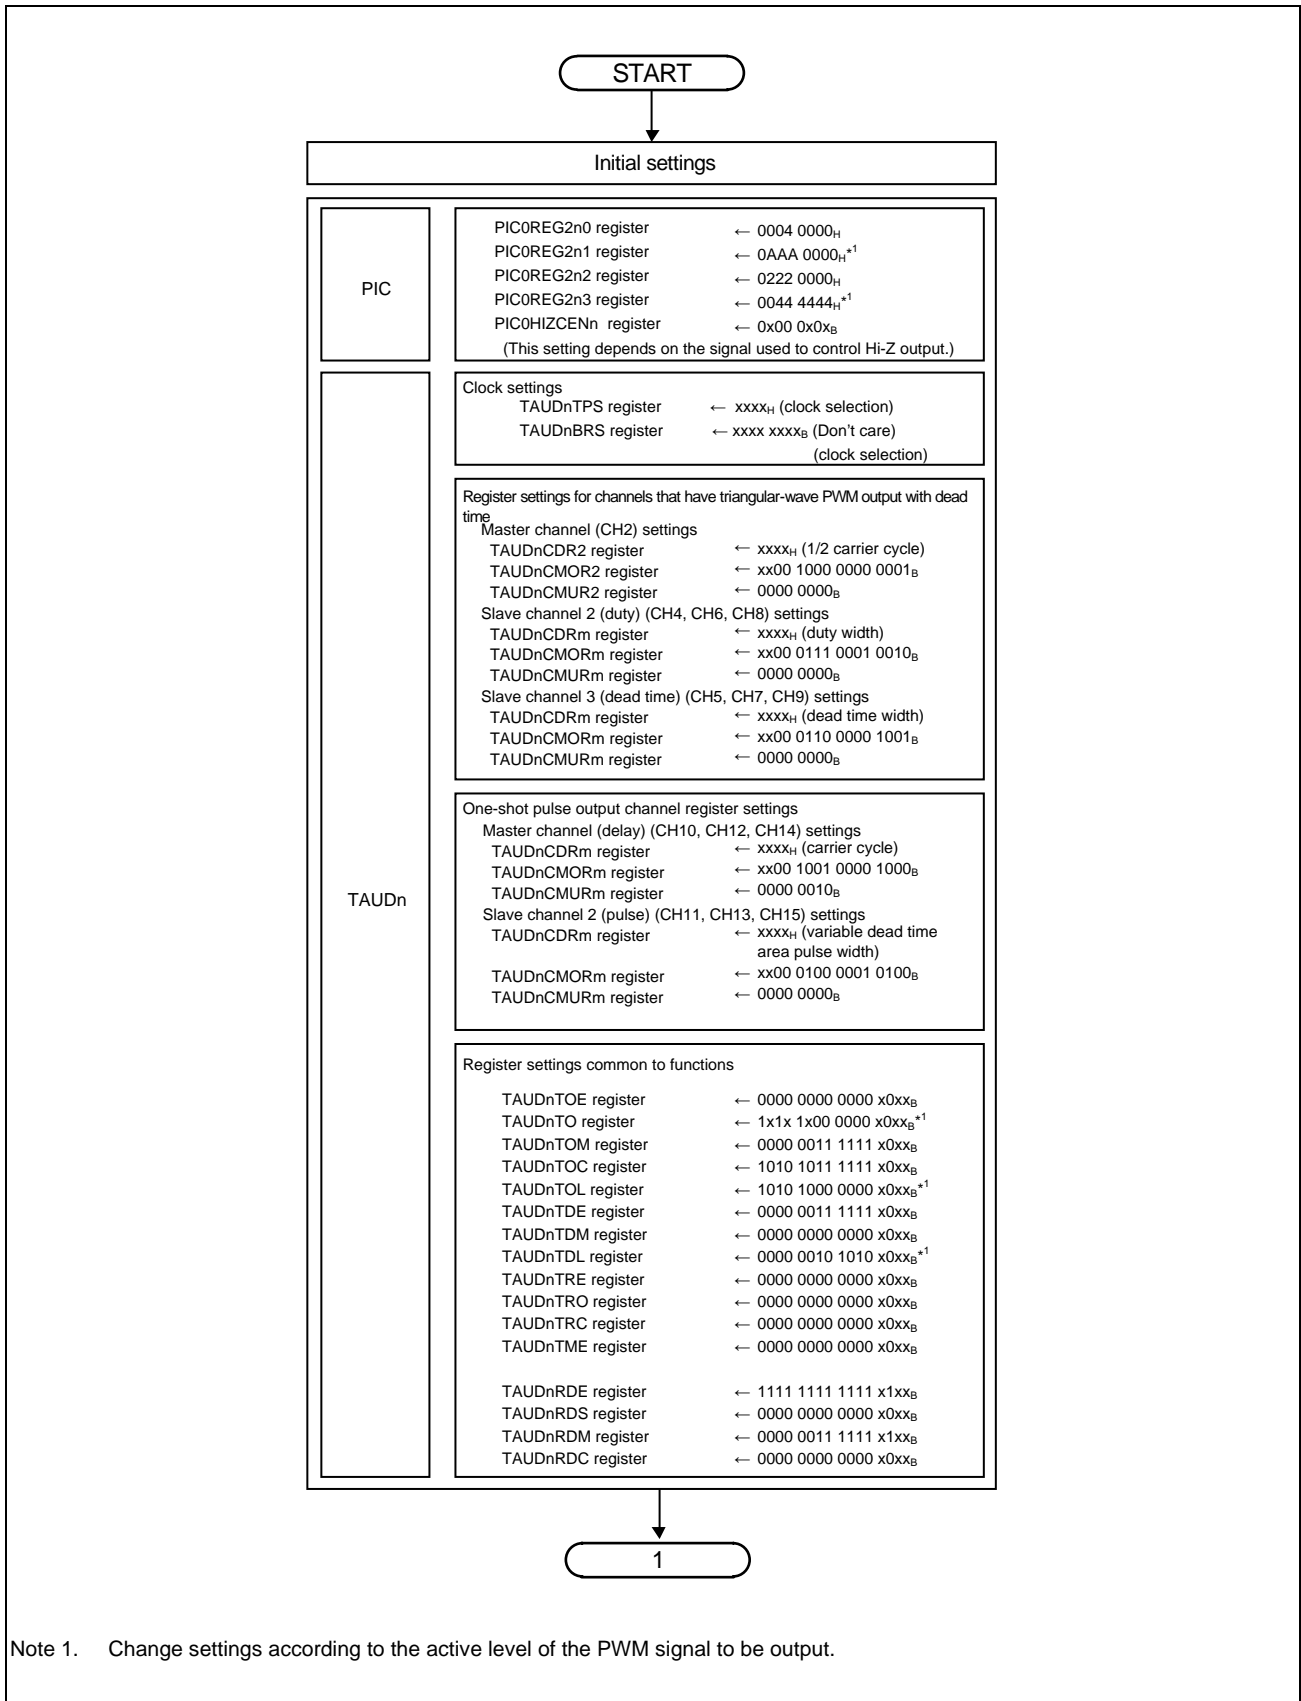 START
Initial settings
PIC
PIC0REG2n0 register ← 0004 0000H
PIC0REG2n1 register ← 0AAA 0000H*1
PIC0REG2n2 register ← 0222 0000H
PIC0REG2n3 register ← 0044 4444H*1
PIC0HIZCENn register ← 0x00 0x0xB
(This setting depends on the signal used to control Hi-Z output.)
TAUDn
Clock settings
TAUDnTPS register ← xxxxH (clock selection)
TAUDnBRS register ← xxxx xxxxB (Don't care)
(clock selection)
Register settings for channels that have triangular-wave PWM output with dead
time
Master channel (CH2) settings
TAUDnCDR2 register ← xxxxH (1/2 carrier cycle)
TAUDnCMOR2 register ← xx00 1000 0000 0001B
TAUDnCMUR2 register ← 0000 0000B
Slave channel 2 (duty) (CH4, CH6, CH8) settings
TAUDnCDRm register ← xxxxH (duty width)
TAUDnCMORm register ← xx00 0111 0001 0010B
TAUDnCMURm register ← 0000 0000B
Slave channel 3 (dead time) (CH5, CH7, CH9) settings
TAUDnCDRm register ← xxxxH (dead time width)
TAUDnCMORm register ← xx00 0110 0000 1001B
TAUDnCMURm register ← 0000 0000B
One-shot pulse output channel register settings
Master channel (delay) (CH10, CH12, CH14) settings
TAUDnCDRm register ← xxxxH (carrier cycle)
TAUDnCMORm register ← xx00 1001 0000 1000B
TAUDnCMURm register ← 0000 0010B
Slave channel 2 (pulse) (CH11, CH13, CH15) settings
TAUDnCDRm register ← xxxxH (variable dead time
area pulse width)
TAUDnCMORm register ← xx00 0100 0001 0100B
TAUDnCMURm register ← 0000 0000B
Register settings common to functions
TAUDnTOE register ← 0000 0000 0000 x0xxB
TAUDnTO register ← 1x1x 1x00 0000 x0xxB*1
TAUDnTOM register ← 0000 0011 1111 x0xxB
TAUDnTOC register ← 1010 1011 1111 x0xxB
TAUDnTOL register ← 1010 1000 0000 x0xxB*1
TAUDnTDE register ← 0000 0011 1111 x0xxB
TAUDnTDM register ← 0000 0000 0000 x0xxB
TAUDnTDL register ← 0000 0010 1010 x0xxB*1
TAUDnTRE register ← 0000 0000 0000 x0xxB
TAUDnTRO register ← 0000 0000 0000 x0xxB
TAUDnTRC register ← 0000 0000 0000 x0xxB
TAUDnTME register ← 0000 0000 0000 x0xxB
TAUDnRDE register ← 1111 1111 1111 x1xxB
TAUDnRDS register ← 0000 0000 0000 x0xxB
TAUDnRDM register ← 0000 0011 1111 x1xxB
TAUDnRDC register ← 0000 0000 0000 x0xxB
1
Note 1. Change settings according to the active level of the PWM signal to be output.